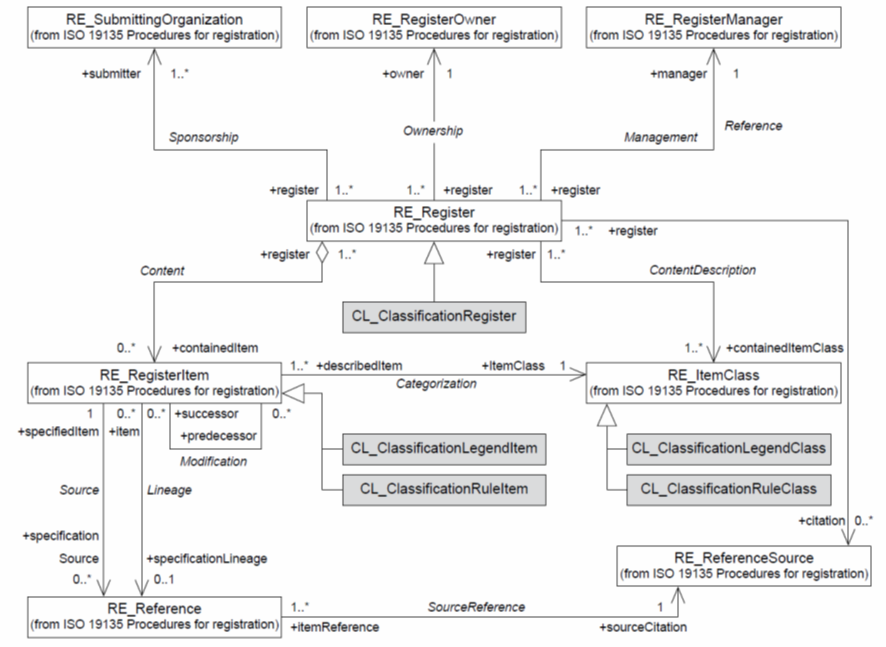 RE_SubmittingOrganization
(from ISO 19135 Procedures for registration)
RE_RegisterOwner
(from ISO 19135 Procedures for registration)
RE_RegisterManager
(from ISO 19135 Procedures for registration)
+submitter 1..*
+owner 1
+manager 1
Sponsorship
Ownership
Management
Reference
+register 1..*
1..* +register
1..* +register
RE_Register
(from ISO 19135 Procedures for registration)
1..* +register
+register 1..*
+register 1..*
Content
ContentDescription
CL_ClassificationRegister
0..* +containedItem
1..* +containedItemClass
RE_RegisterItem
(from ISO 19135 Procedures for registration)
1..* +describedItem
+ItemClass 1
Categorization
RE_ItemClass
(from ISO 19135 Procedures for registration)
1 0..* 0..* +successor 0..*
+specifiedItem +item +predecessor
Modification
CL_ClassificationLegendItem
CL_ClassificationRuleItem
CL_ClassificationLegendClass
CL_ClassificationRuleClass
Source
Lineage
+citation 0..*
+specification
Source
0..*
+specificationLineage
0..1
RE_ReferenceSource
(from ISO 19135 Procedures for registration)
RE_Reference
(from ISO 19135 Procedures for registration)
1..* SourceReference 1
+itemReference +sourceCitation